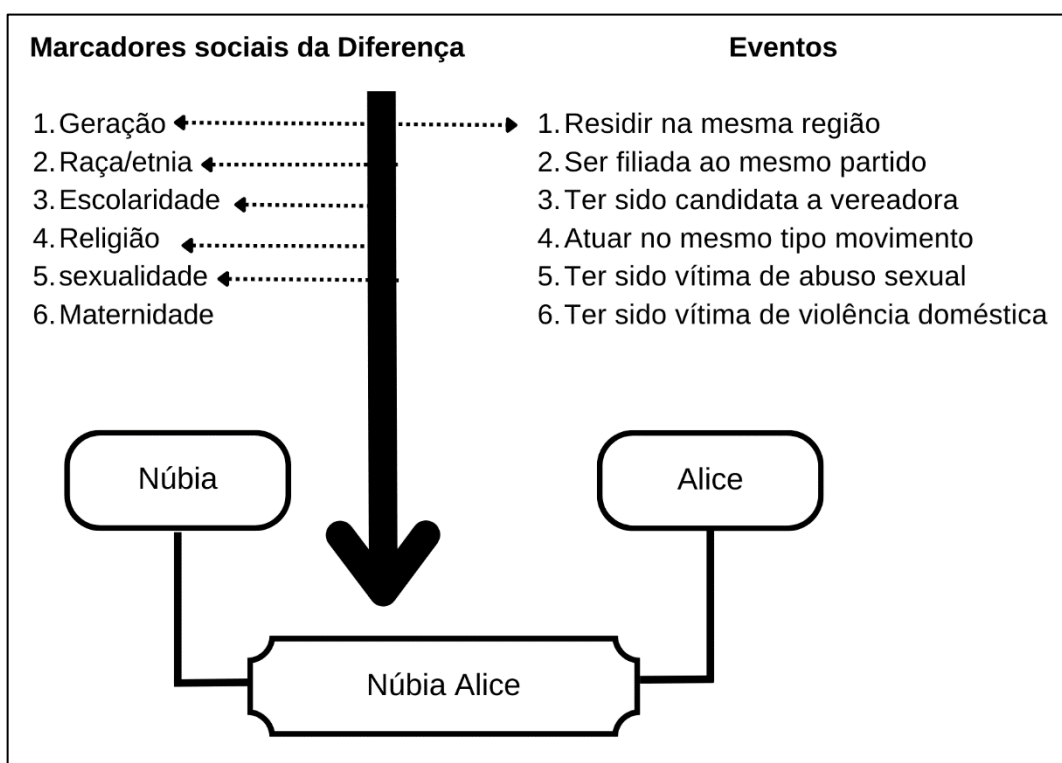 Marcadores sociais da Diferença
1. Geração
2. Raça/etnia
3. Escolaridade
4. Religião
5. sexualidade
6. Maternidade
Eventos
1. Residir na mesma região
2. Ser filiada ao mesmo partido
3. Ter sido candidata a vereadora
4. Atuar no mesmo tipo movimento
5. Ter sido vítima de abuso sexual
6. Ter sido vítima de violência doméstica
Núbia
Alice
Núbia Alice